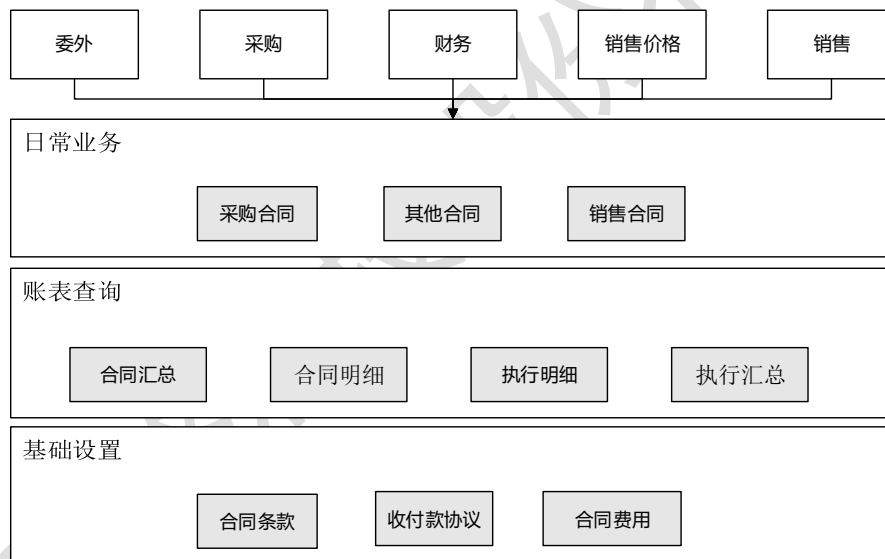 委外
采购
财务
销售价格
销售
日常业务
采购合同
其他合同
销售合同
账表查询
合同汇总
合同明细
执行明细
执行汇总
基础设置
合同条款
收付款协议
合同费用